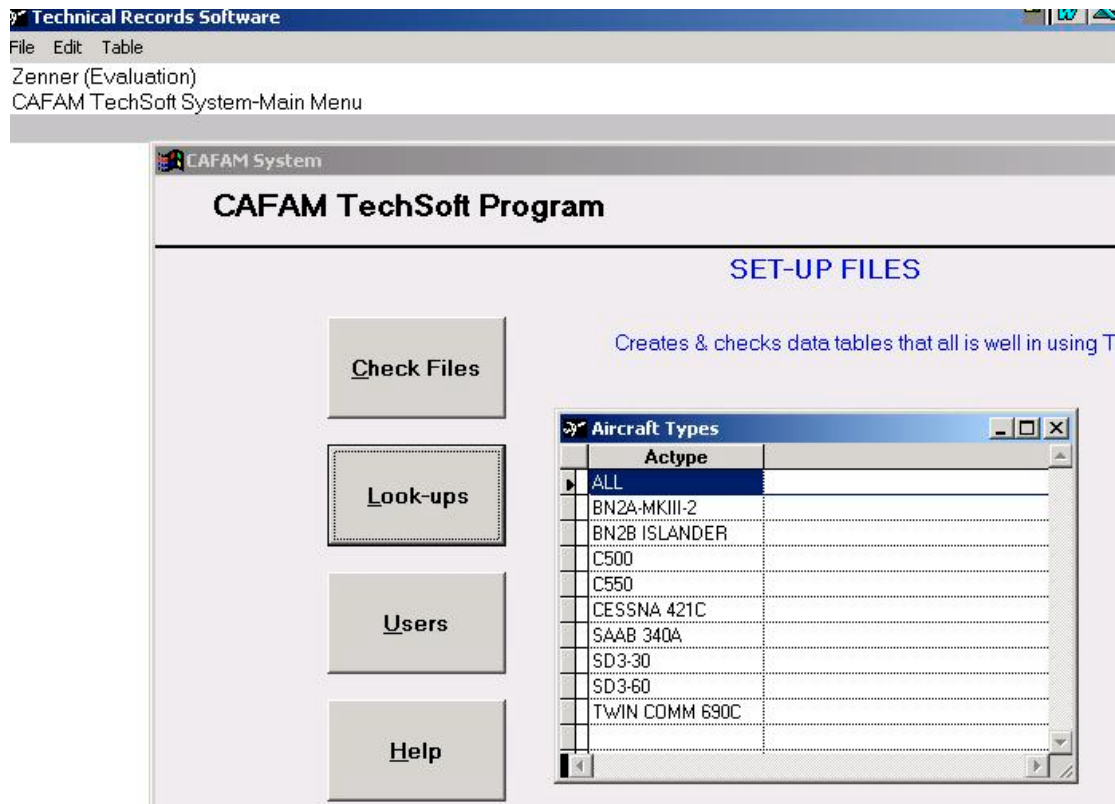 Technical Records Software
File Edit Table
Zenner (Evaluation)
CAFAM TechSoft System-Main Menu
CAFAM System
CAFAM TechSoft Program
SET-UP FILES
Check Files
Creates & checks data tables that all is well in using T
Look-ups
Users
Help
Aircraft Types
Actype
ALL
BN2A-MKIII-2
BN2B ISLANDER
C500
C550
CESSNA 421C
SAAB 340A
SD3-30
SD3-60
TWIN COMM 690C